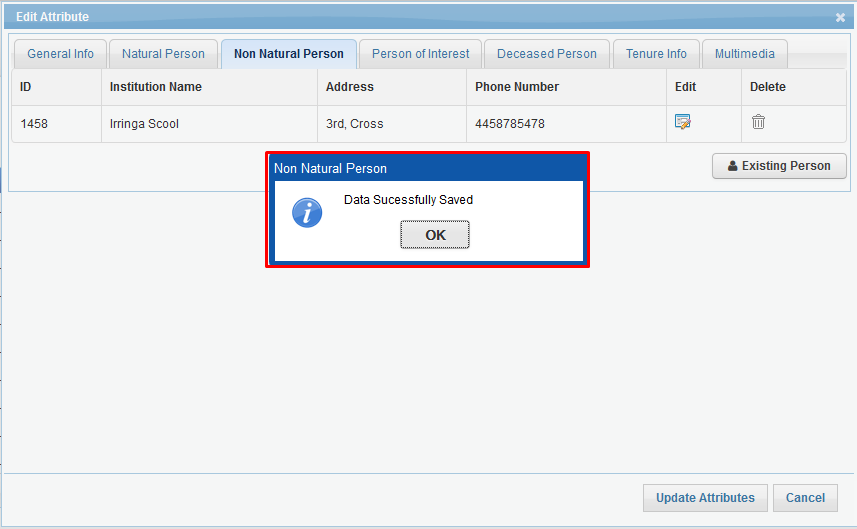 Edit Attribute
General Info Natural Person Non Natural Person Person of Interest Deceased Person Tenure Info Multimedia
ID Institution Name Address Phone Number Edit Delete
1458 Irringa Scool 3rd, Cross 4458785478
Existing Person
Non Natural Person
Data Sucessfully Saved
OK
Update Attributes Cancel